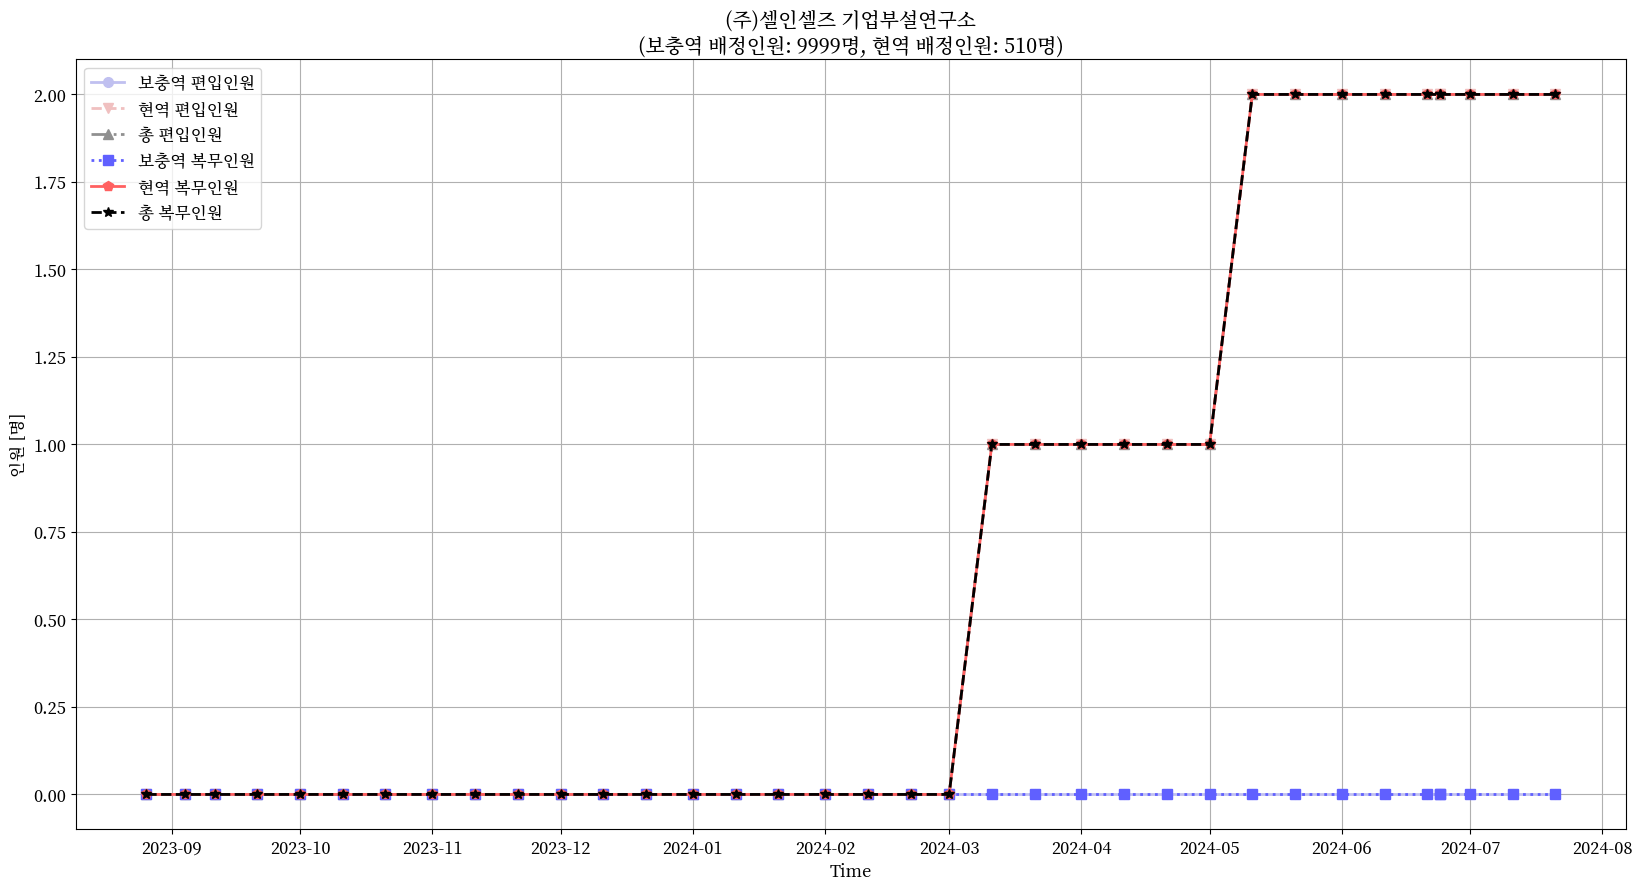 (주)셀인셀즈 기업부설연구소
(보충역 배정인원: 9999명, 현역 배정인원: 510명)
보충역 편입인원
현역 편입인원
총 편입인원
보충역 복무인원
현역 복무인원
총 복무인원
2.00
1.75
1.50
1.25
1.00
0.75
0.50
0.25
0.00
인원 [명]
2023-09 2023-10 2023-11 2023-12 2024-01 2024-02 2024-03 2024-04 2024-05 2024-06 2024-07 2024-08
Time